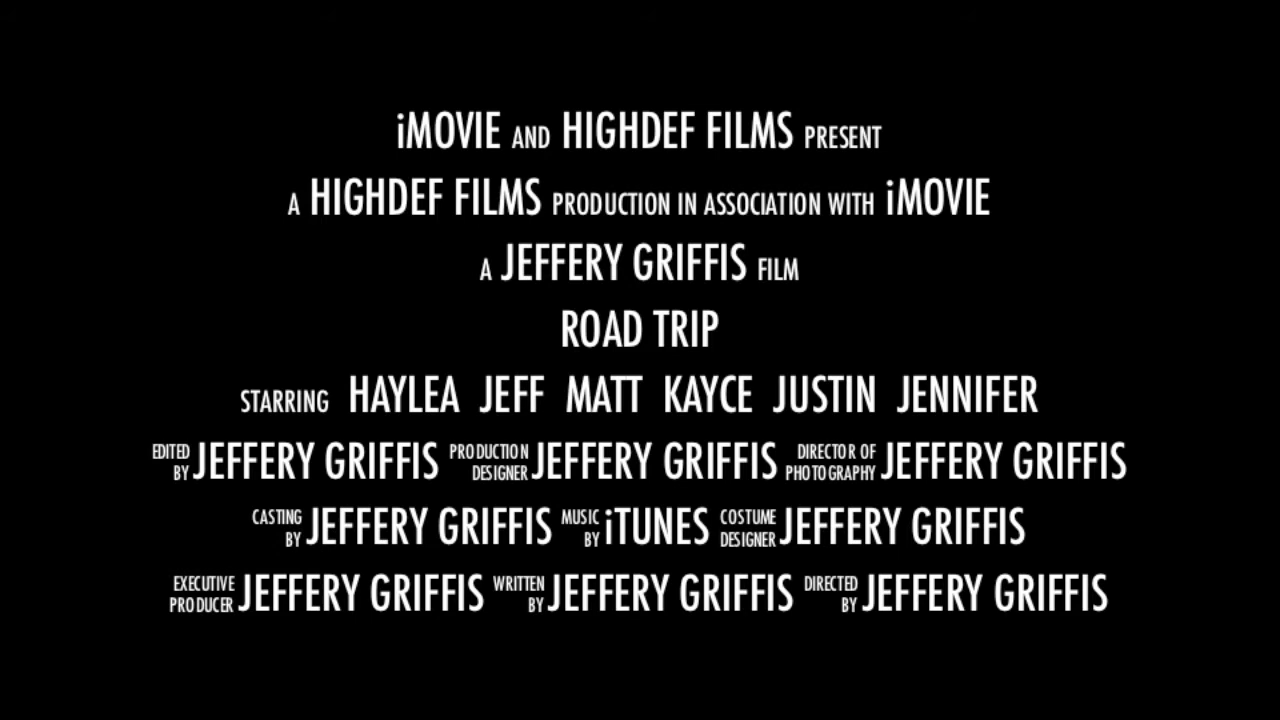 iMOVIE AND HIGHDEF FILMS PRESENT
A HIGHDEF FILMS PRODUCTION IN ASSOCIATION WITH iMOVIE
A JEFFERY GRIFFIS FILM
ROAD TRIP
STARRING HAYLEA JEFF MATT KAYCE JUSTIN JENNIFER
EDITED BY JEFFERY GRIFFIS PRODUCTION DESIGNER JEFFERY GRIFFIS DIRECTOR OF PHOTOGRAPHY JEFFERY GRIFFIS
CASTING BY JEFFERY GRIFFIS MUSIC BY iTUNES COSTUME DESIGNER JEFFERY GRIFFIS
EXECUTIVE PRODUCER JEFFERY GRIFFIS WRITTEN BY JEFFERY GRIFFIS DIRECTED BY JEFFERY GRIFFIS